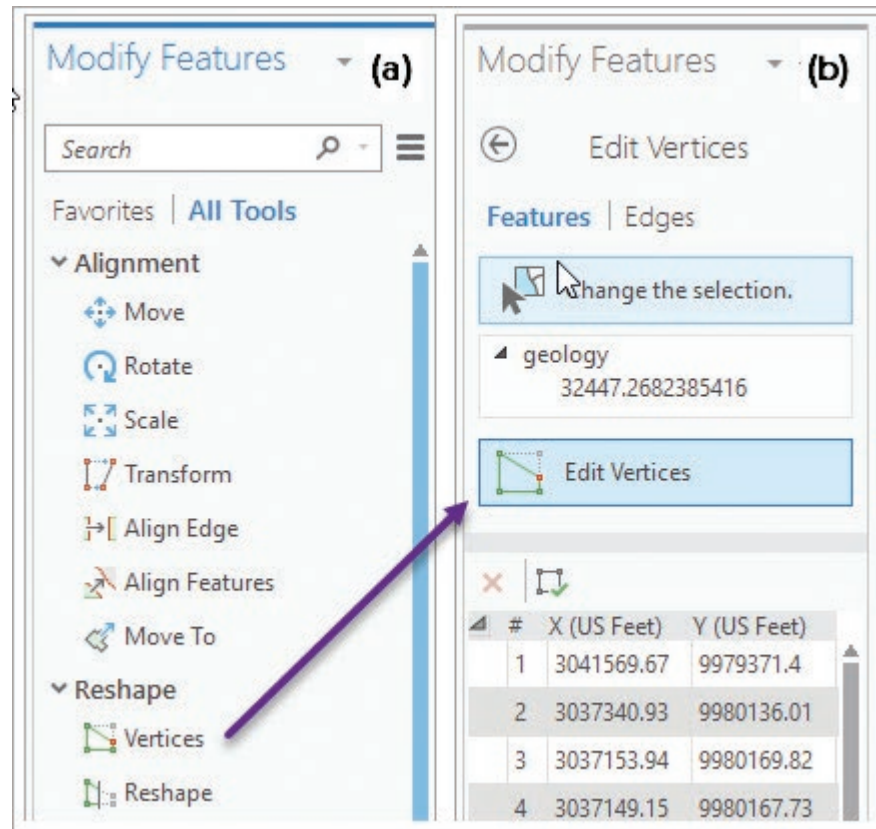 Modify Features (a)
Search
Favorites | All Tools
Alignment
Move
Rotate
Scale
Transform
Align Edge
Align Features
Move To
Reshape
Vertices
Reshape
Modify Features (b)
Edit Vertices
Features | Edges
Change the selection.
geology
32447.2682385416
Edit Vertices
# X (US Feet) Y (US Feet)
1 3041569.67 9979371.4
2 3037340.93 9980136.01
3 3037153.94 9980169.82
4 3037149.15 9980167.73